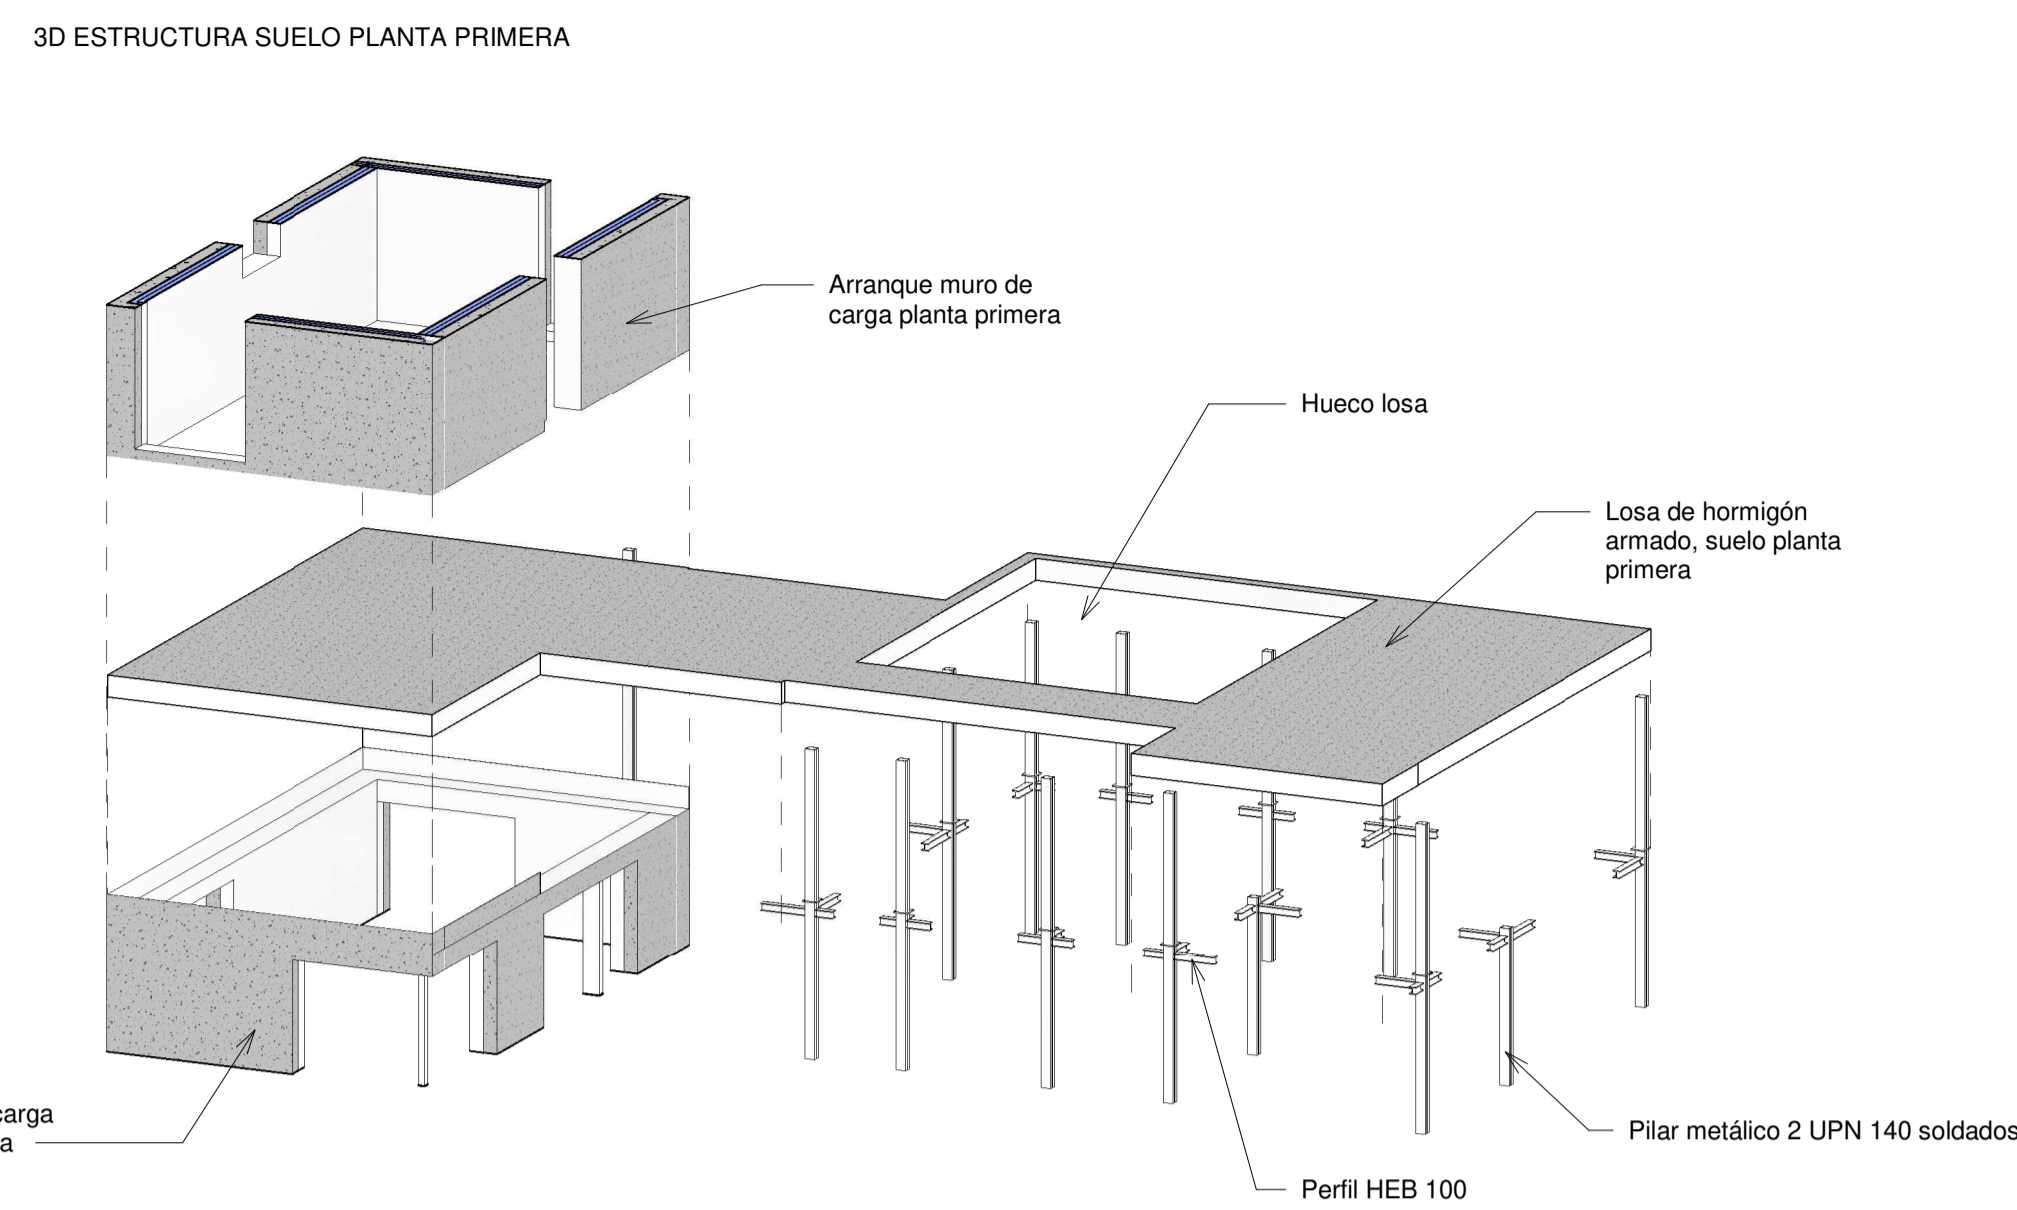 3D ESTRUCTURA SUELO PLANTA PRIMERA
Arranque muro de
carga planta primera
Hueco losa
Losa de hormigón
armado, suelo planta
primera
carga
a
Pilar metálico 2 UPN 140 soldados
Perfil HEB 100